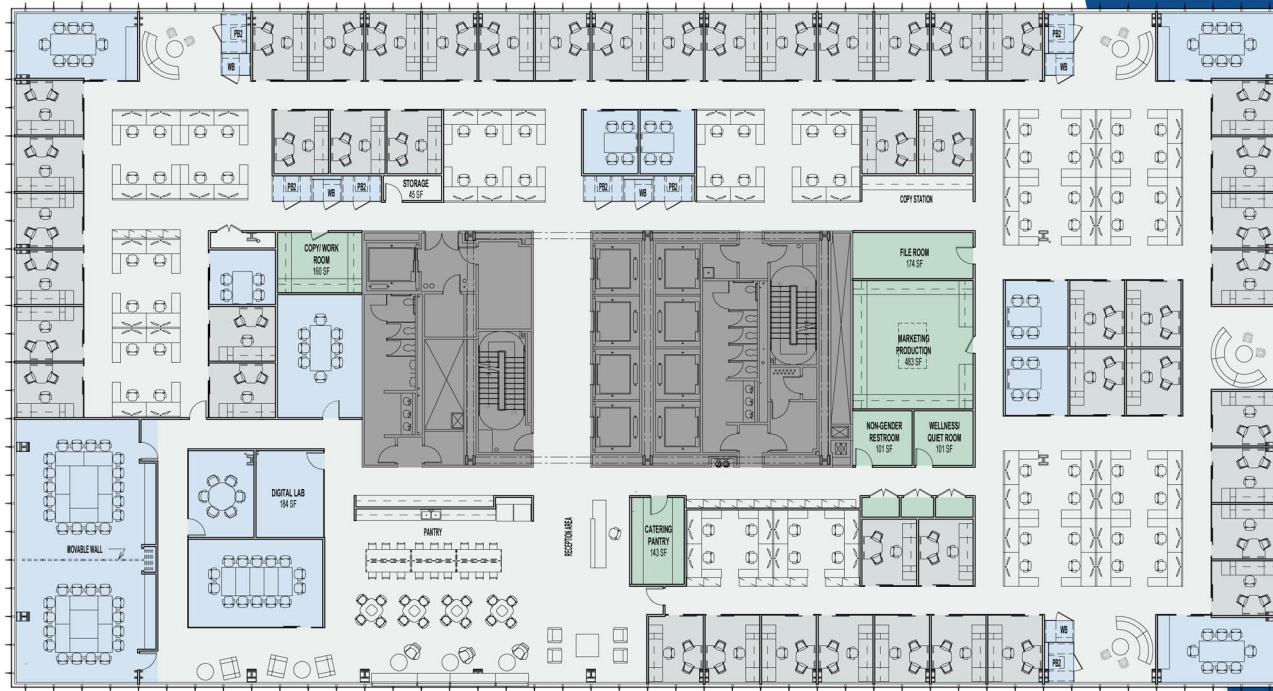 PB2
WB
PB2
WB
PB2
WB
PB2
STORAGE
45 SF
PB2
WB
PB2
COPY STATION
COPY/ WORK
ROOM
160 SF
FILE ROOM
174 SF
MARKETING
PRODUCTION
483 SF
NON-GENDER
RESTROOM
101 SF
WELLNESS/
QUIET ROOM
101 SF
DIGITAL LAB
184 SF
MOVABLE WALL
PANTRY
RECEPTION AREA
CATERING
PANTRY
143 SF
WB
PB2